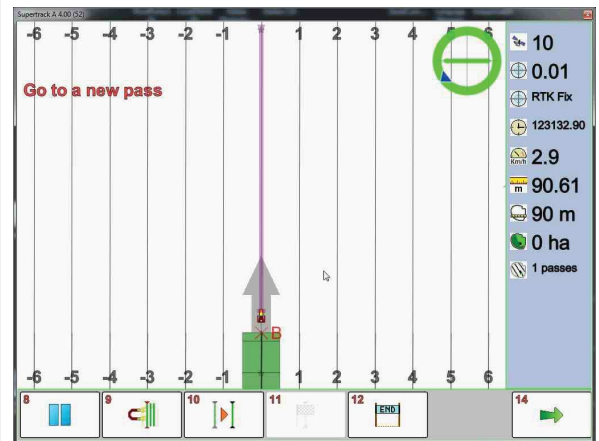 Supertrack A 4.00 (52)
-6 -5 -4 -3 -2 -1 1 2 3 4 5 6
Go to a new pass
10
0.01
RTK Fix
123132.90
Km/h 2.9
m 90.61
90 m
0 ha
1 passes
B
-6 -5 -4 -3 -2 -1 1 2 3 4 5 6
8 9 10 11 12 14
END